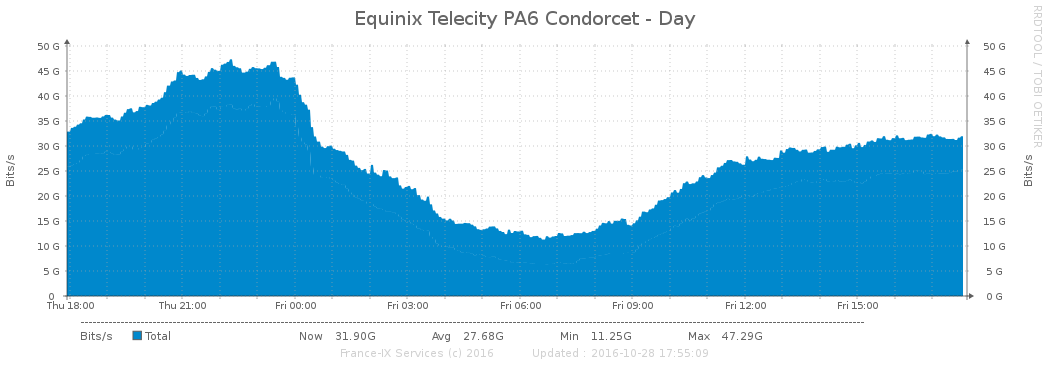 Equinix Telecity PA6 Condorcet - Day
RRDTOOL / TOBI OETIKER
Bits/s
Bits/s
50 G 50 G
45 G 45 G
40 G 40 G
35 G 35 G
30 G 30 G
25 G 25 G
20 G 20 G
15 G 15 G
10 G 10 G
5 G 5 G
0 0 G
Thu 18:00 Thu 21:00 Fri 00:00 Fri 03:00 Fri 06:00 Fri 09:00 Fri 12:00 Fri 15:00
Bits/s Total Now 31.90G Avg 27.68G Min 11.25G Max 47.29G
France-IX Services (c) 2016 Updated : 2016-10-28 17:55:09